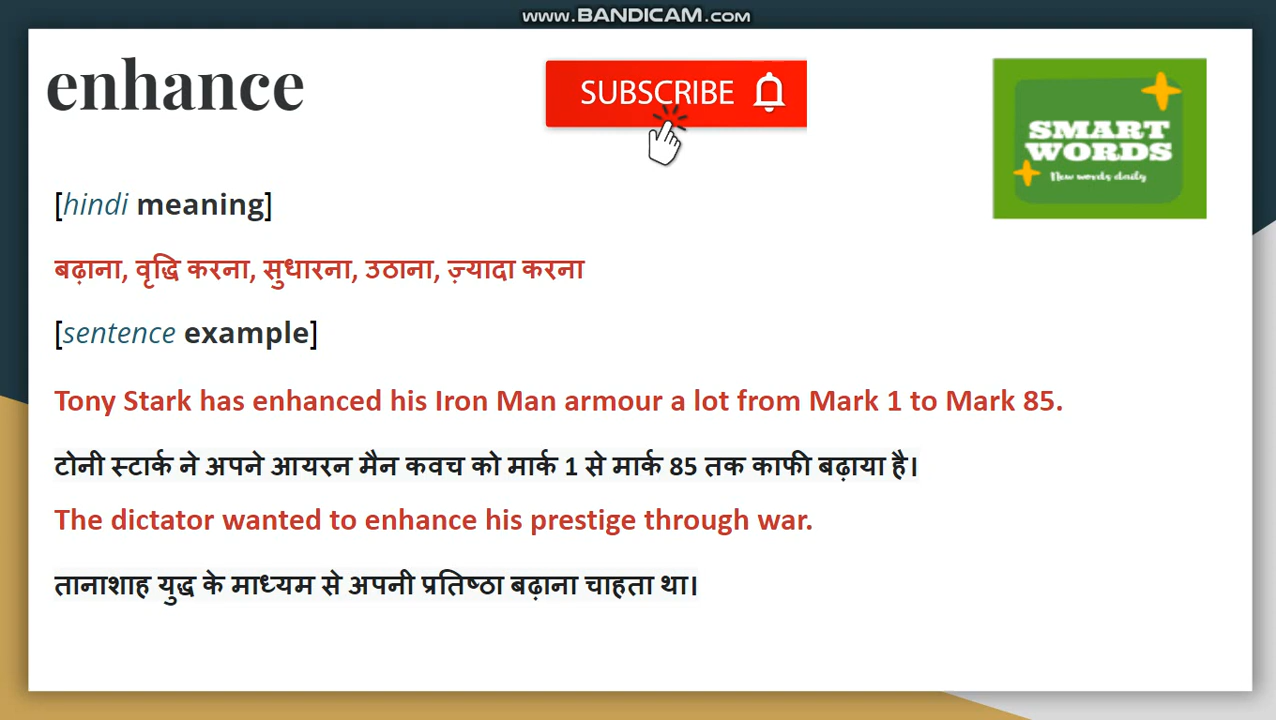 www.BANDICAM.com
enhance
SUBSCRIBE
SMART
WORDS
New words daily
[hindi meaning]
बढ़ाना, वृद्धि करना, सुधारना, उठाना, ज़्यादा करना
[sentence example]
Tony Stark has enhanced his Iron Man armour a lot from Mark 1 to Mark 85.
टोनी स्टार्क ने अपने आयरन मैन कवच को मार्क 1 से मार्क 85 तक काफी बढ़ाया है।
The dictator wanted to enhance his prestige through war.
तानाशाह युद्ध के माध्यम से अपनी प्रतिष्ठा बढ़ाना चाहता था।